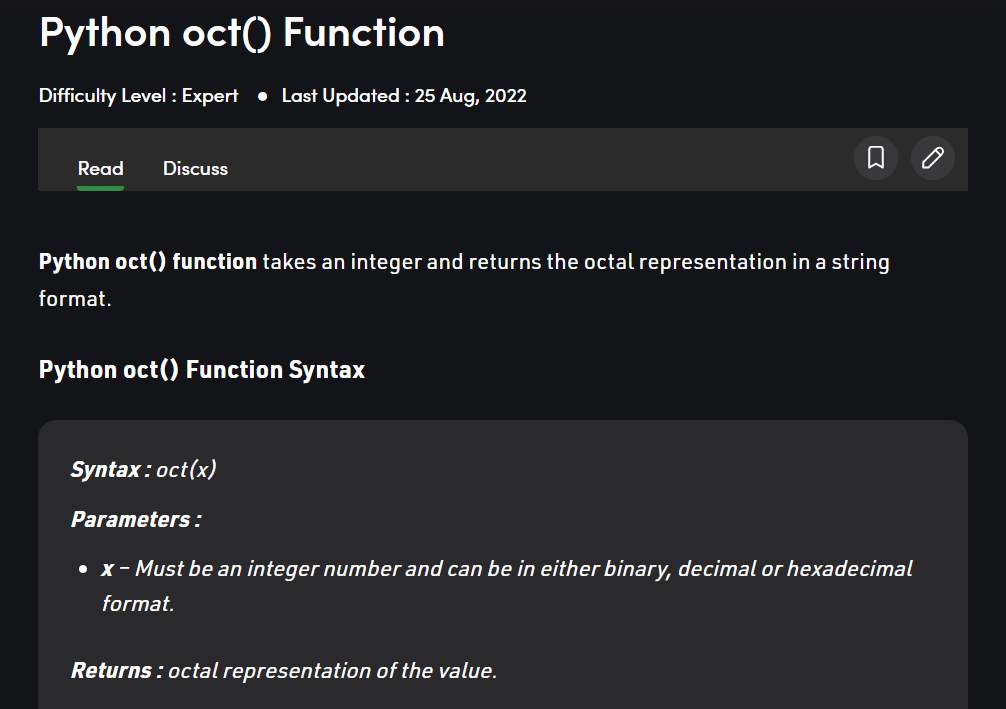 Python oct() Function
Difficulty Level : Expert ● Last Updated : 25 Aug, 2022
Read Discuss
Python oct() function takes an integer and returns the octal representation in a string
format.
Python oct() Function Syntax
Syntax : oct(x)
Parameters :
• x – Must be an integer number and can be in either binary, decimal or hexadecimal
format.
Returns : octal representation of the value.